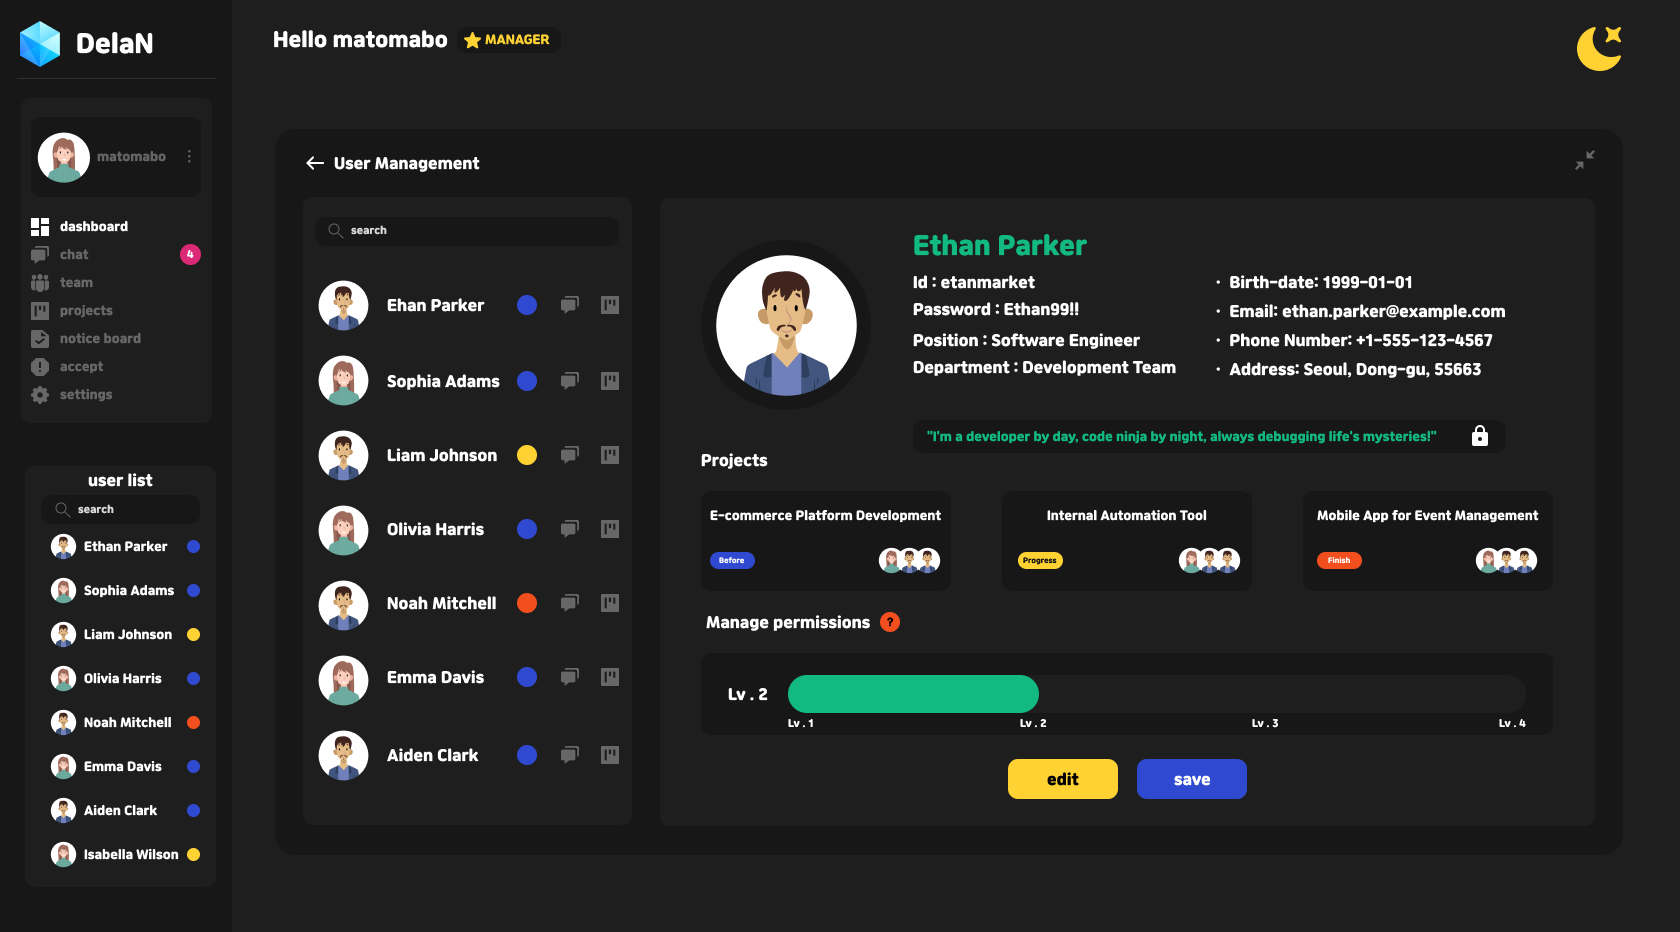 DelaN
Hello matomabo
MANAGER
matomabo
dashboard
chat
4
team
projects
notice board
accept
settings
user list
search
Ethan Parker
Sophia Adams
Liam Johnson
Olivia Harris
Noah Mitchell
Emma Davis
Aiden Clark
Isabella Wilson
User Management
search
Ehan Parker
Sophia Adams
Liam Johnson
Olivia Harris
Noah Mitchell
Emma Davis
Aiden Clark
Ethan Parker
Id : etanmarket
Password : Ethan99!!
Position : Software Engineer
Department : Development Team
· Birth-date: 1999-01-01
· Email: ethan.parker@example.com
· Phone Number: +1-555-123-4567
· Address: Seoul, Dong-gu, 55663
"I'm a developer by day, code ninja by night, always debugging life's mysteries!"
Projects
E-commerce Platform Development
Before
Internal Automation Tool
Progress
Mobile App for Event Management
Finish
Manage permissions ?
Lv . 2
Lv . 1 Lv . 2 Lv . 3 Lv . 4
edit
save